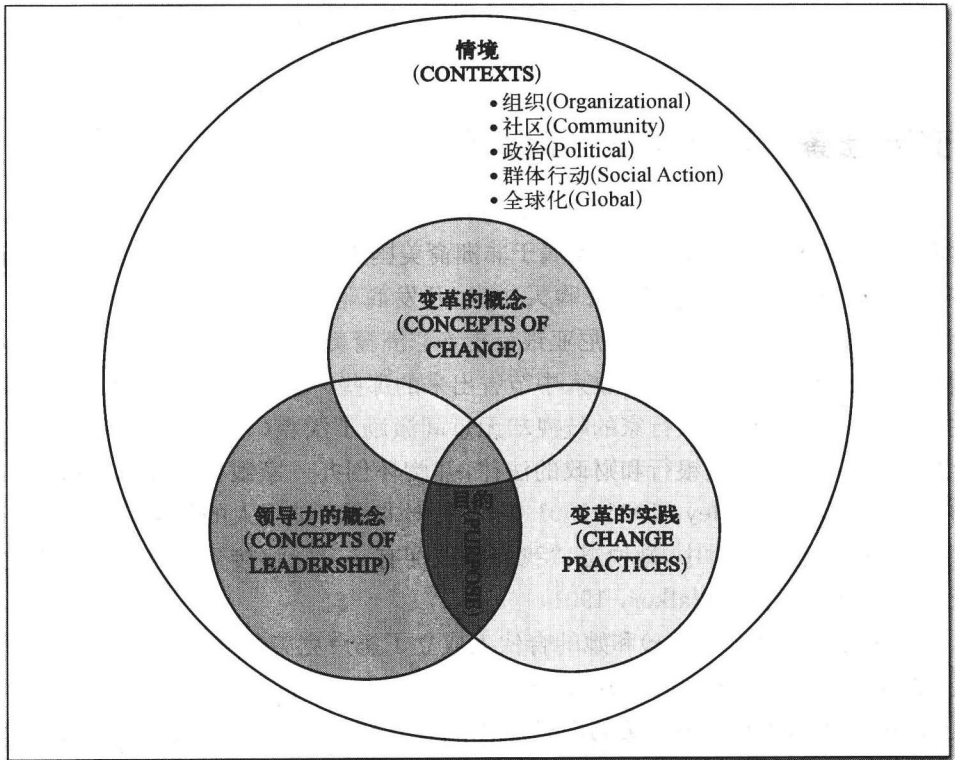 情境
(CONTEXTS)
• 组织(Organizational)
• 社区(Community)
• 政治(Political)
• 群体行动(Social Action)
• 全球化(Global)
变革的概念
(CONCEPTS OF
CHANGE)
领导力的概念
(CONCEPTS OF
LEADERSHIP)
目的
(PURPOSE)
变革的实践
(CHANGE
PRACTICES)